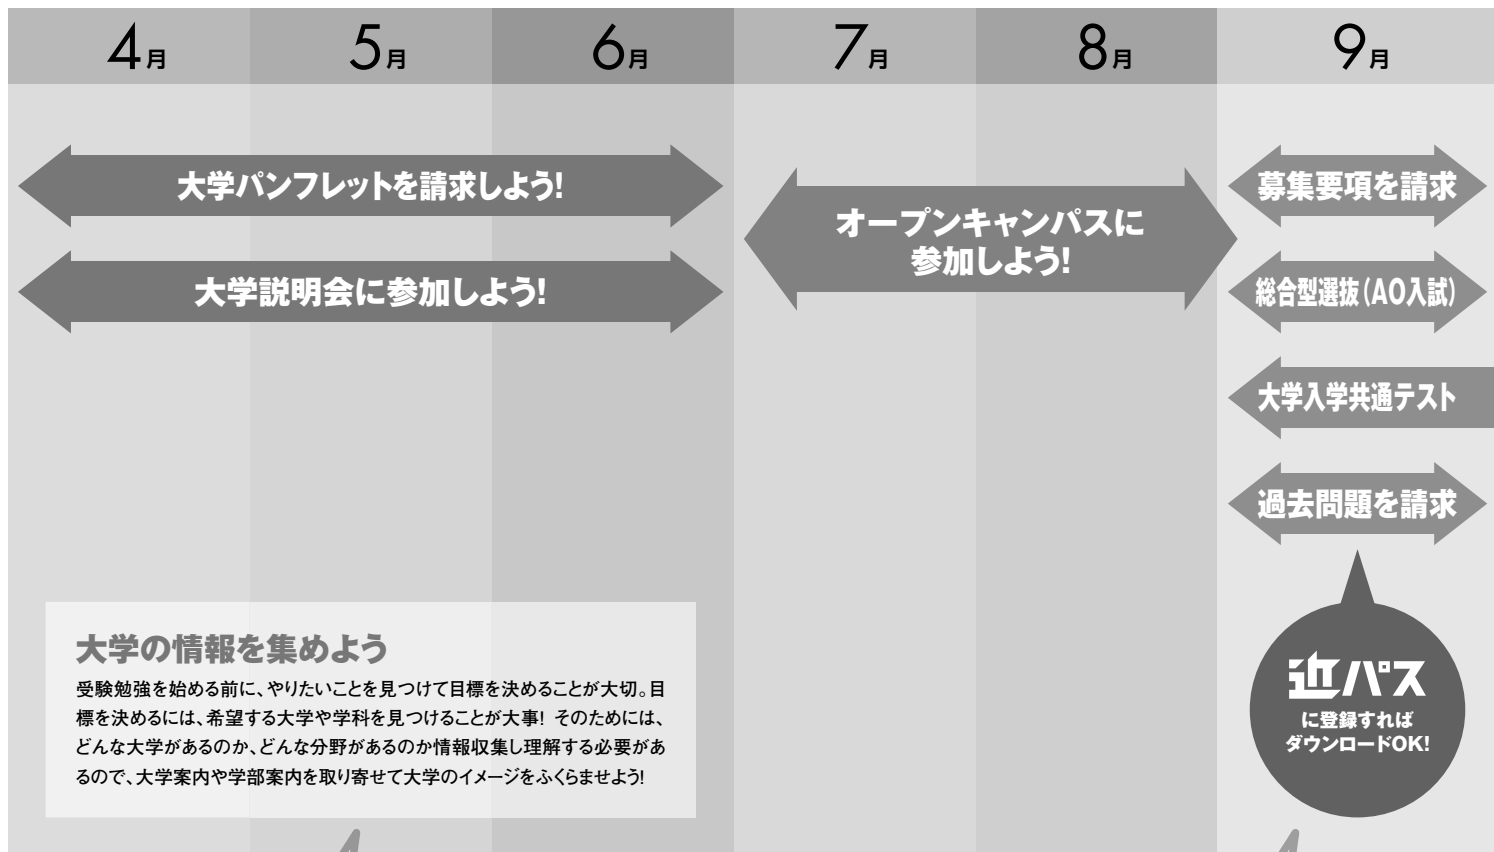 4月 5月 6月 7月 8月 9月
大学パンフレットを請求しよう!
大学説明会に参加しよう!
オープンキャンパスに
参加しよう!
募集要項を請求
総合型選抜(AO入試)
大学入学共通テスト
過去問題を請求
大学の情報を集めよう
受験勉強を始める前に、やりたいことを見つけて目標を決めることが大切。目
標を決めるには、希望する大学や学科を見つけることが大事! そのためには、
どんな大学があるのか、どんな分野があるのか情報収集し理解する必要があ
るので、大学案内や学部案内を取り寄せて大学のイメージをふくらませよう!
近パス
に登録すれば
ダウンロードOK!